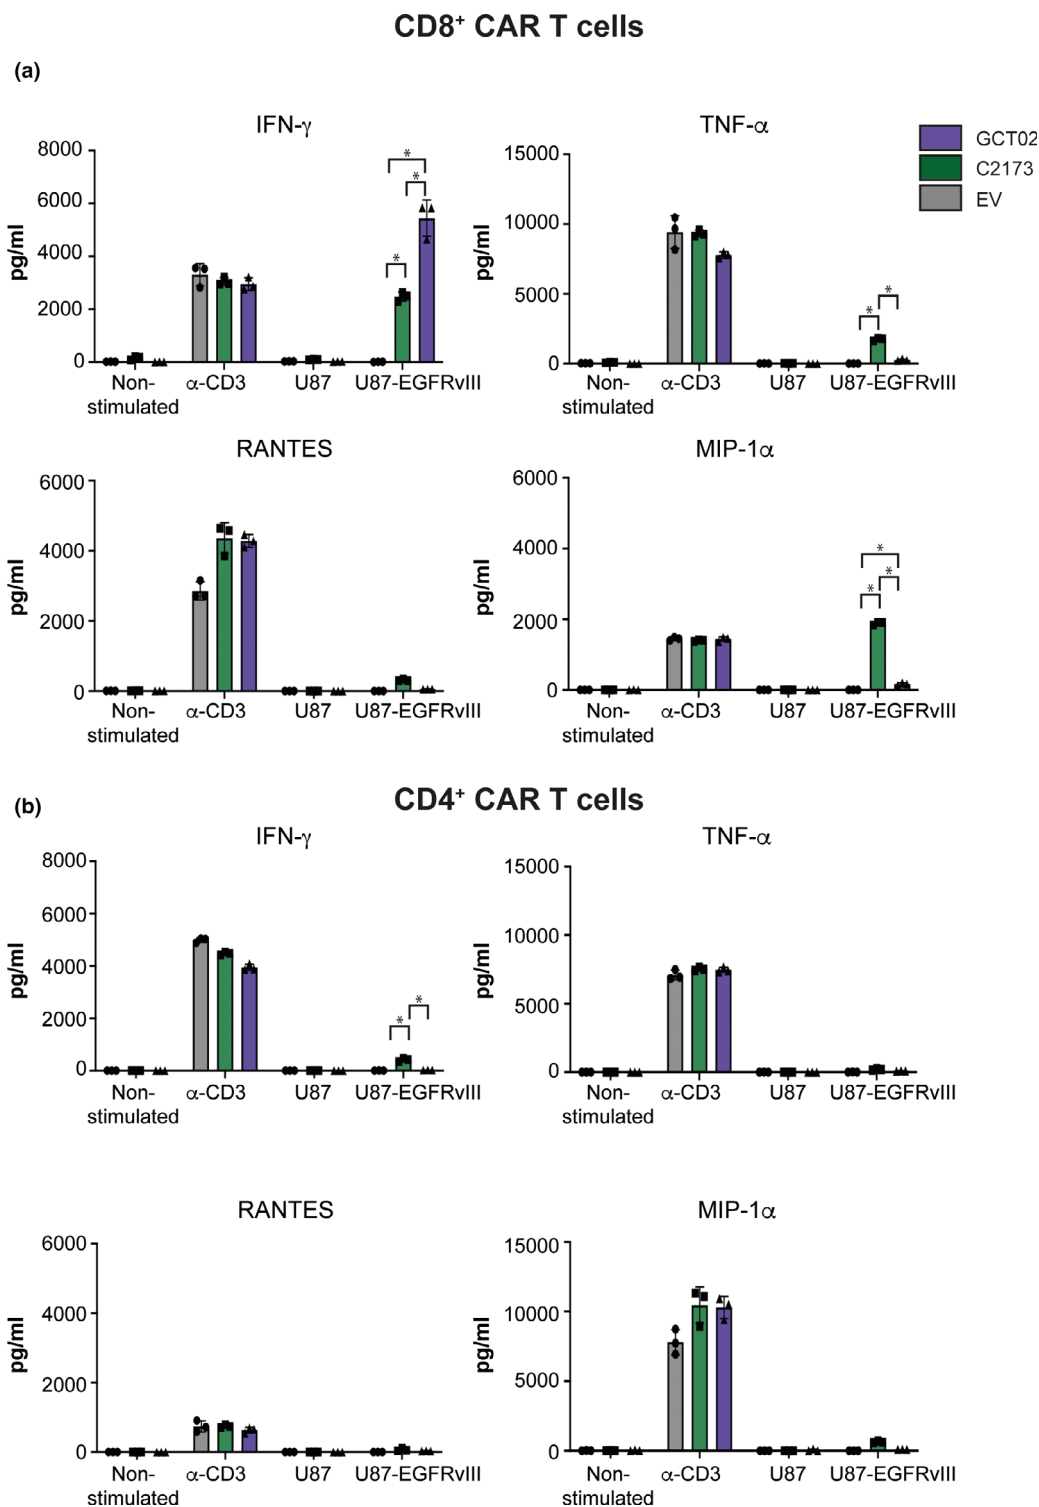 CD8⁺ CAR T cells
(a)
IFN-γ
TNF-α
GCT02
C2173
EV
pg/ml
8000
6000
4000
2000
0
Non-stimulated
α-CD3
U87
U87-EGFRvIII
*
*
*
pg/ml
15000
10000
5000
0
Non-stimulated
α-CD3
U87
U87-EGFRvIII
*
*
RANTES
MIP-1α
pg/ml
6000
4000
2000
0
Non-stimulated
α-CD3
U87
U87-EGFRvIII
pg/ml
6000
4000
2000
0
Non-stimulated
α-CD3
U87
U87-EGFRvIII
*
*
*
(b)
CD4⁺ CAR T cells
IFN-γ
TNF-α
pg/ml
8000
6000
4000
2000
0
Non-stimulated
α-CD3
U87
U87-EGFRvIII
*
*
pg/ml
15000
10000
5000
0
Non-stimulated
α-CD3
U87
U87-EGFRvIII
RANTES
MIP-1α
pg/ml
6000
4000
2000
0
Non-stimulated
α-CD3
U87
U87-EGFRvIII
pg/ml
15000
10000
5000
0
Non-stimulated
α-CD3
U87
U87-EGFRvIII